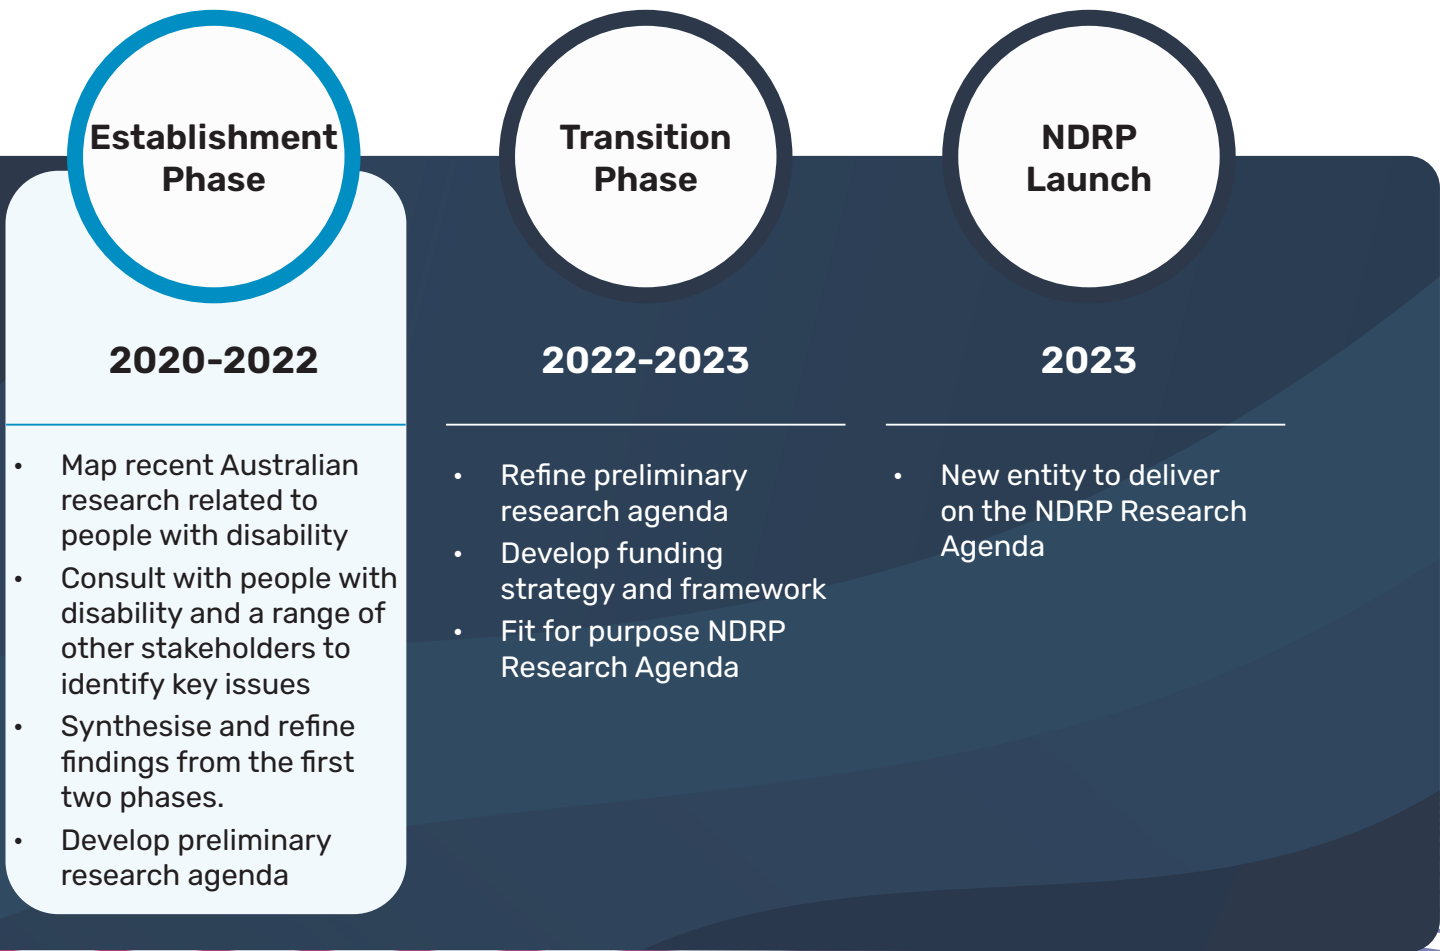 Establishment
Phase
2020-2022
• Map recent Australian
research related to
people with disability
• Consult with people with
disability and a range of
other stakeholders to
identify key issues
• Synthesise and refine
findings from the first
two phases.
• Develop preliminary
research agenda
Transition
Phase
2022-2023
• Refine preliminary
research agenda
• Develop funding
strategy and framework
• Fit for purpose NDRP
Research Agenda
NDRP
Launch
2023
• New entity to deliver
on the NDRP Research
Agenda